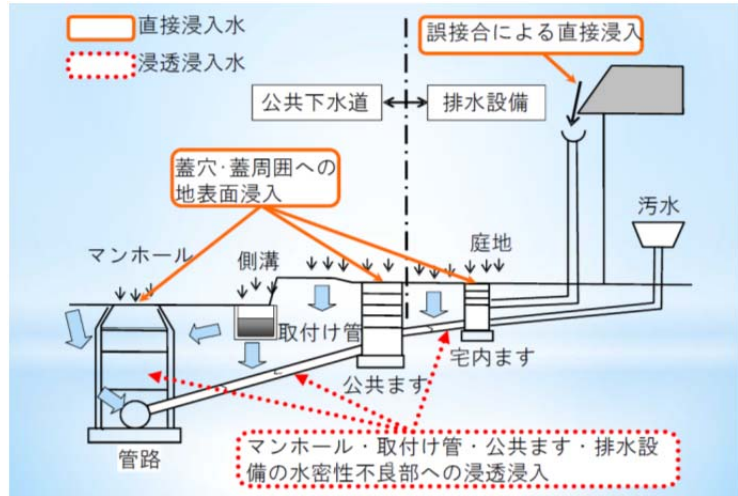 直接浸入水
浸透浸入水
誤接合による直接浸入
公共下水道
排水設備
蓋穴・蓋周囲への
地表面浸入
汚水
マンホール
側溝
庭地
取付け管
宅内ます
公共ます
管路
マンホール・取付け管・公共ます・排水設
備の水密性不良部への浸透浸入